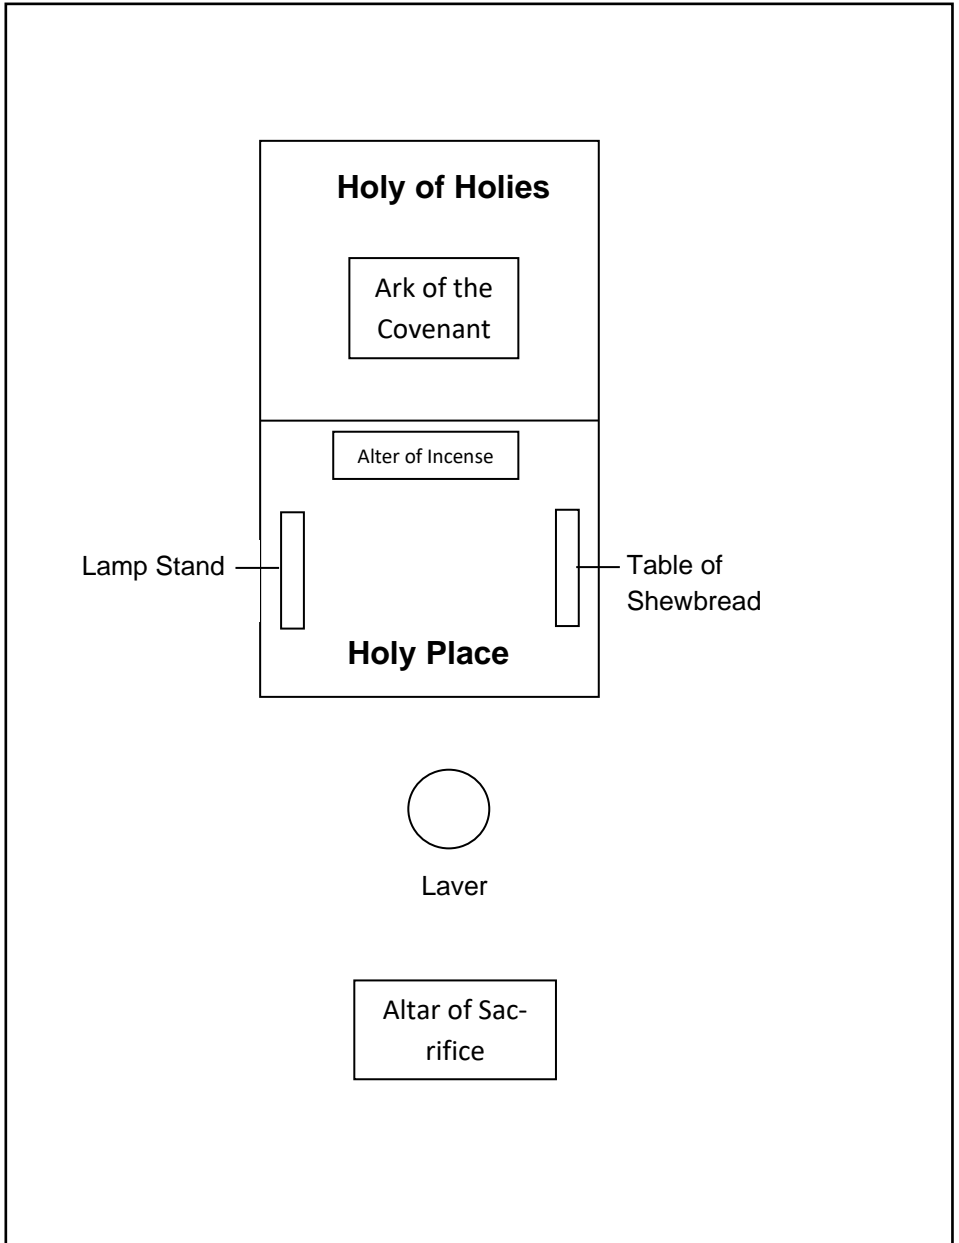 Holy of Holies
Ark of the
Covenant
Alter of Incense
Lamp Stand
Table of
Shewbread
Holy Place
Laver
Altar of Sac-
rifice